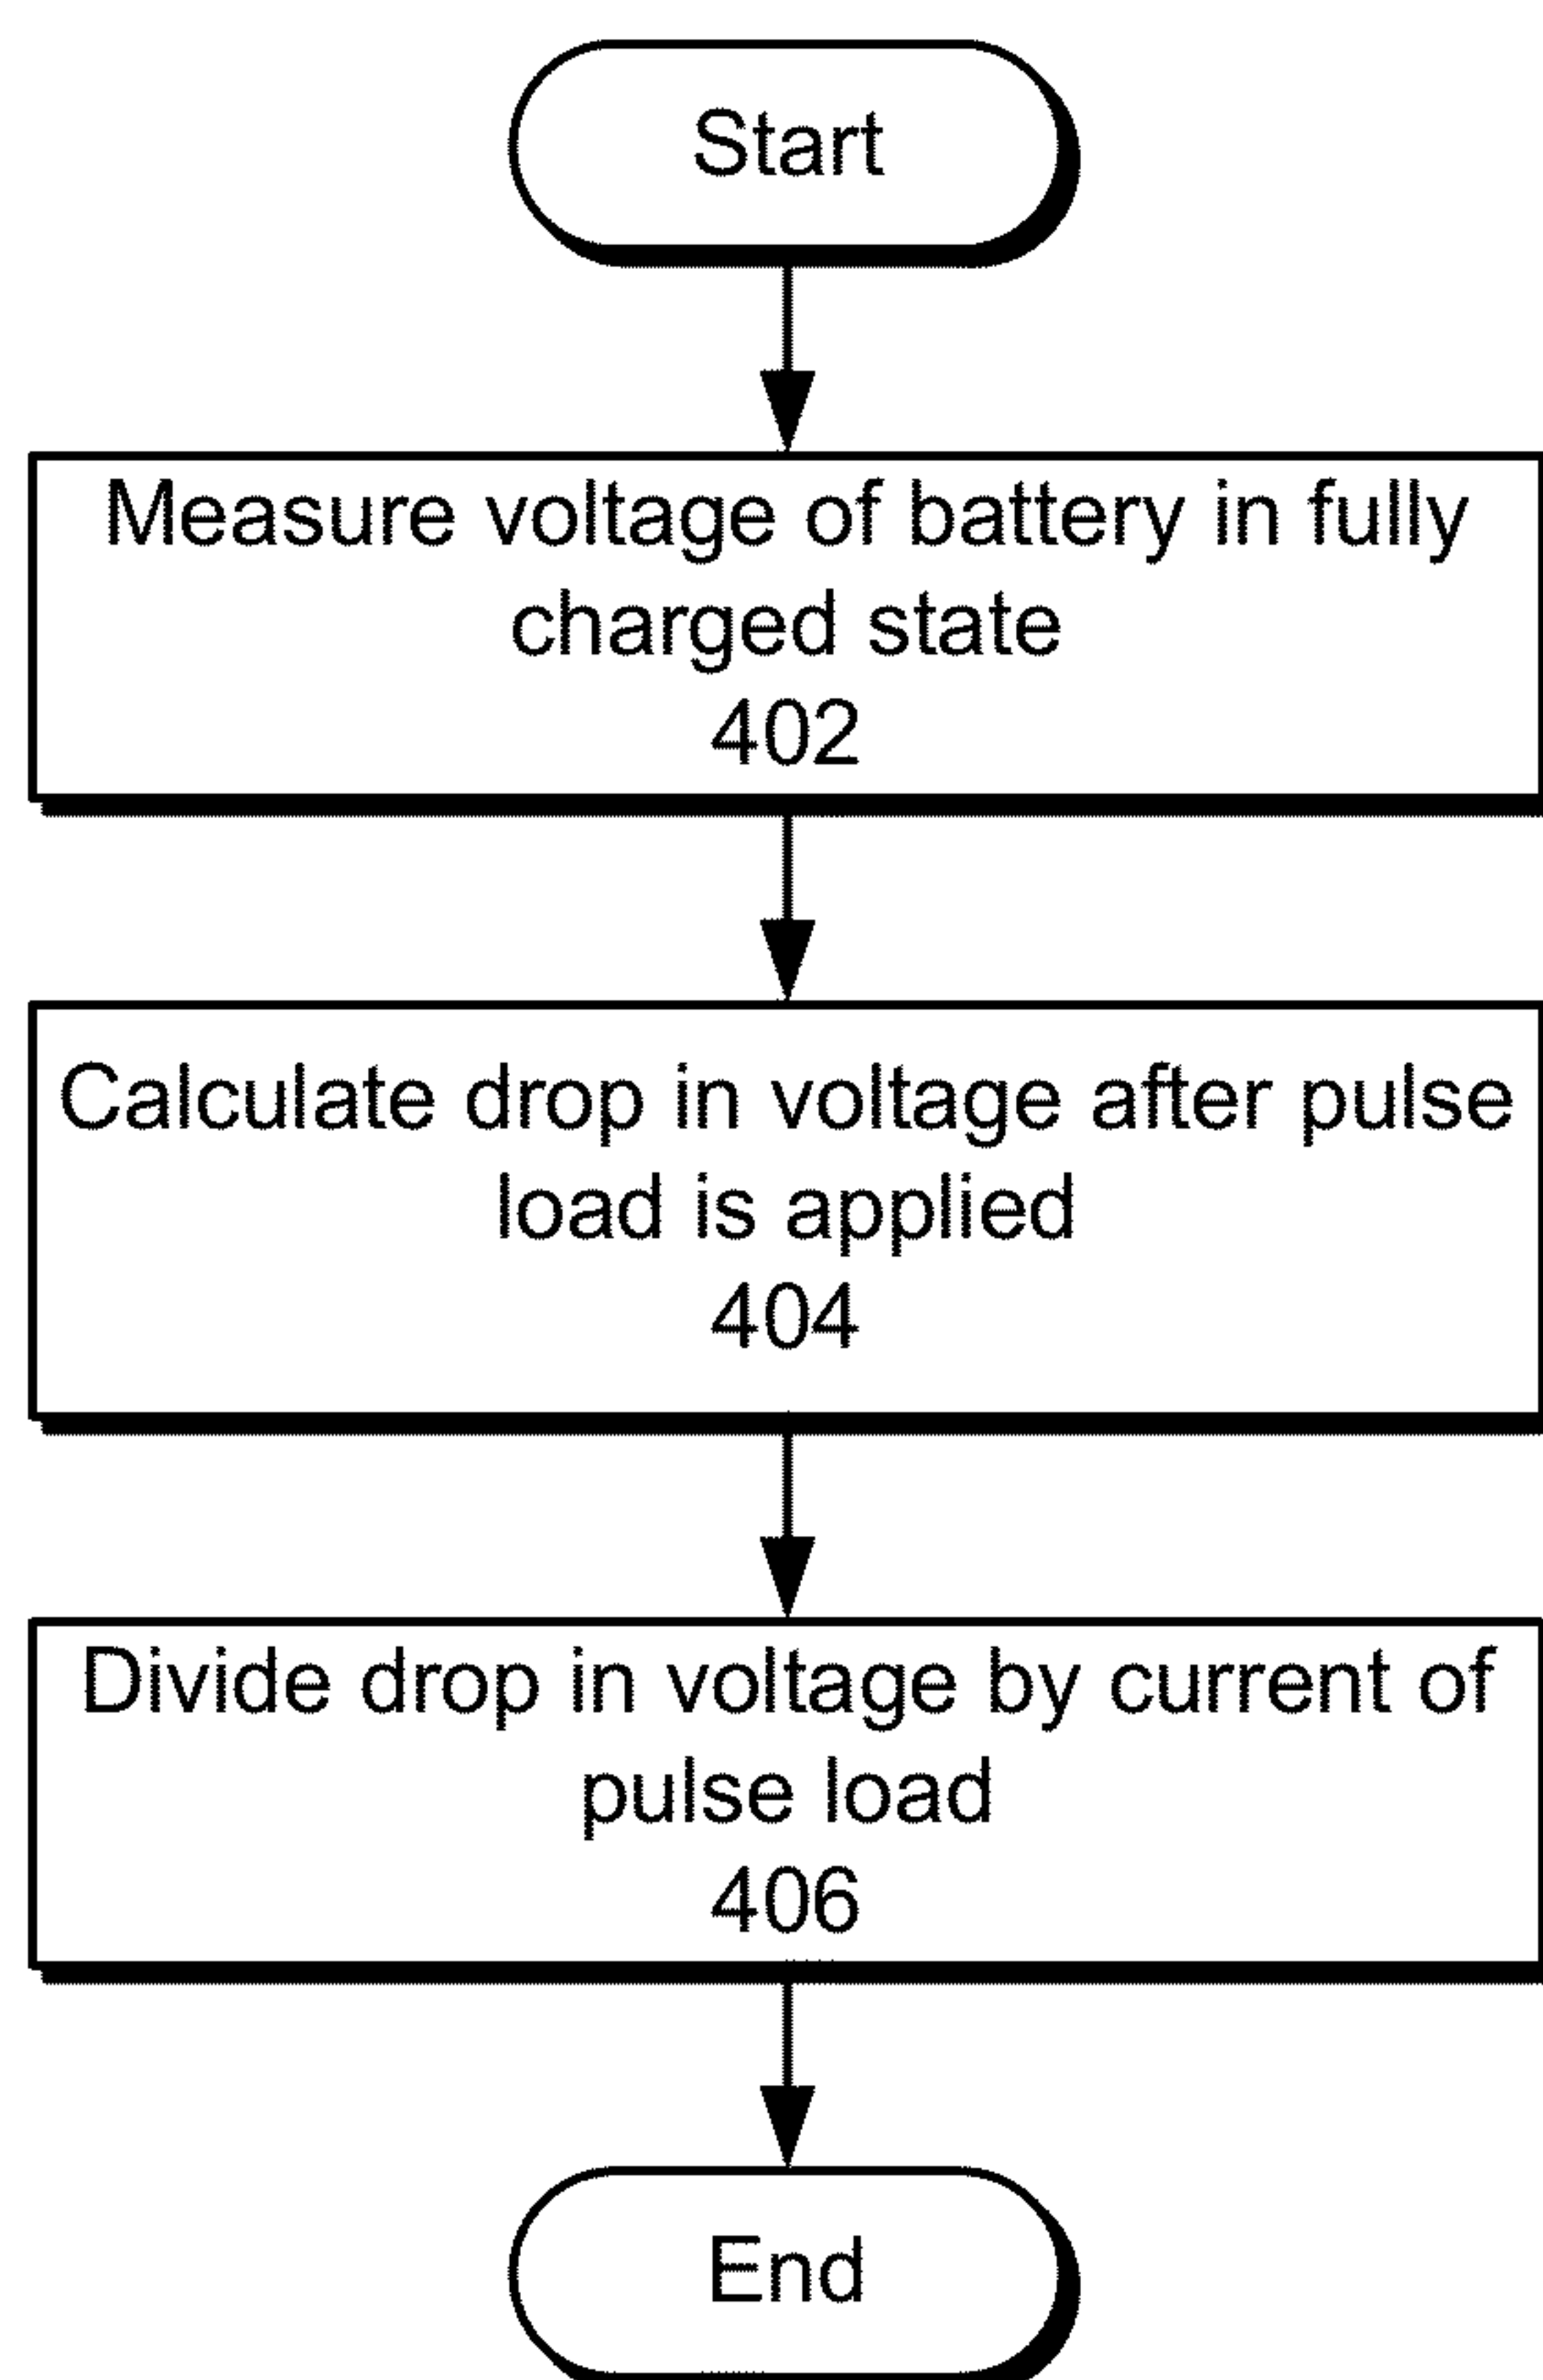 Start
Measure voltage of battery in fully
charged state
402
Calculate drop in voltage after pulse
load is applied
404
Divide drop in voltage by current of
pulse load
406
End